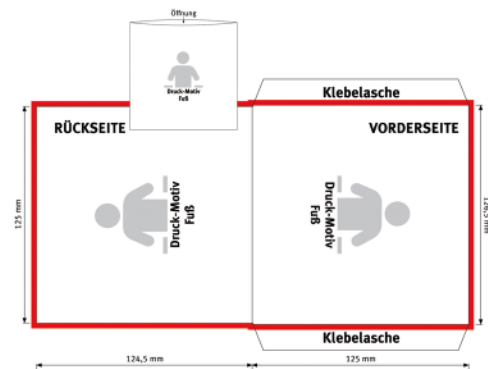 Öffnung
Druck-Motiv
Fuß
Klebelasche
RÜCKSEITE
VORDERSEITE
125 mm
Druck-Motiv
Fuß
Druck-Motiv
Fuß
Klebelasche
124,5 mm
125 mm